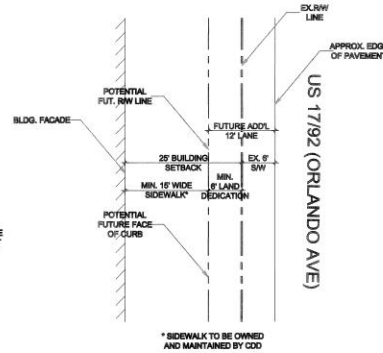 EX.R/W
LINE
APPROX. EDGE
OF PAVEMENT
POTENTIAL
FUT. R/W LINE
BLDG. FACADE
FUTURE ADD'L
12' LANE
US 17/92 (ORLANDO AVE)
25' BUILDING
SETBACK
EX. 6'
S/W
MIN. 15' WIDE
SIDEWALK*
MIN.
6' LAND
DEDICATION
POTENTIAL
FUTURE FACE
OF CURB
* SIDEWALK TO BE OWNED
AND MAINTAINED BY CDD